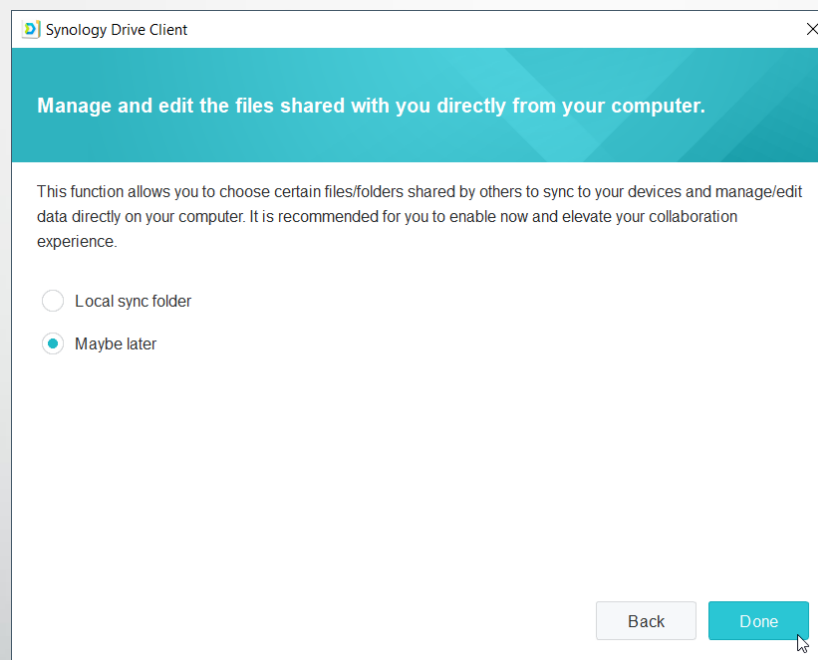 Synology Drive Client
Manage and edit the files shared with you directly from your computer.
This function allows you to choose certain files/folders shared by others to sync to your devices and manage/edit
data directly on your computer. It is recommended for you to enable now and elevate your collaboration
experience.
Local sync folder
Maybe later
Back
Done